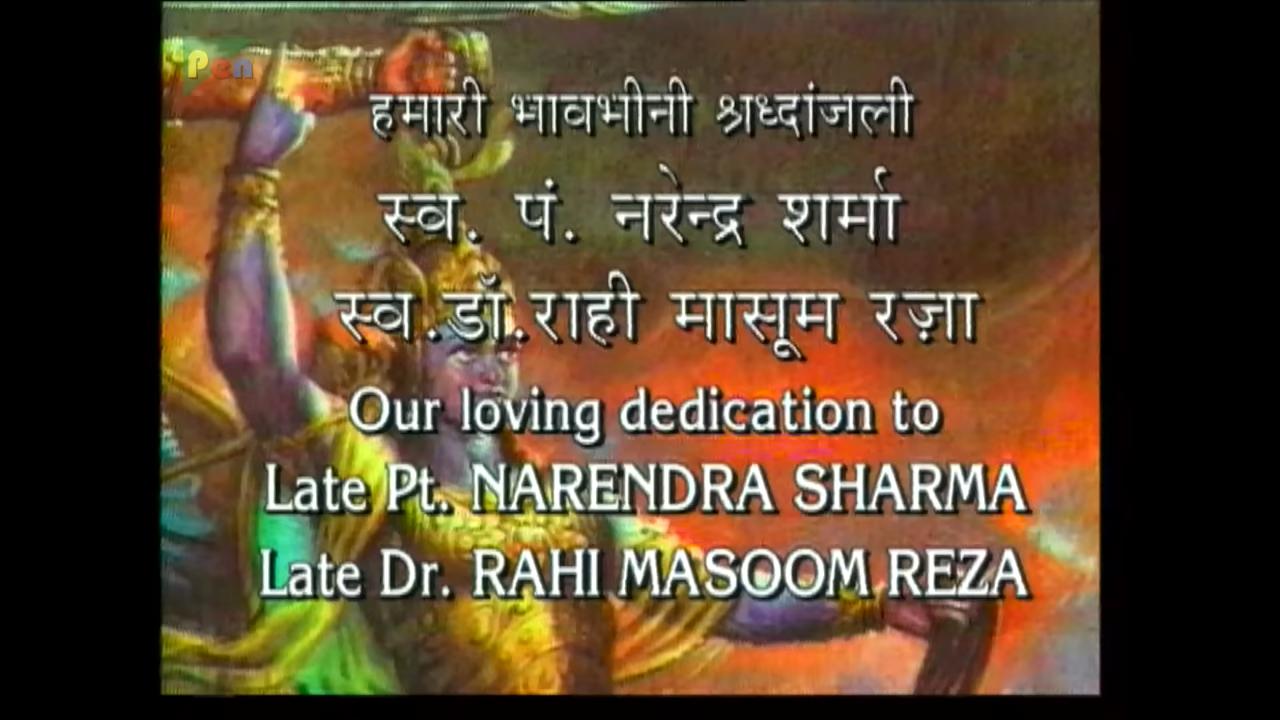 Pen
हमारी भावभीनी श्रध्दांजली
स्व. पं. नरेन्द्र शर्मा
स्व.डॉ.राही मासूम रज़ा
Our loving dedication to
Late Pt. NARENDRA SHARMA
Late Dr. RAHI MASOOM REZA